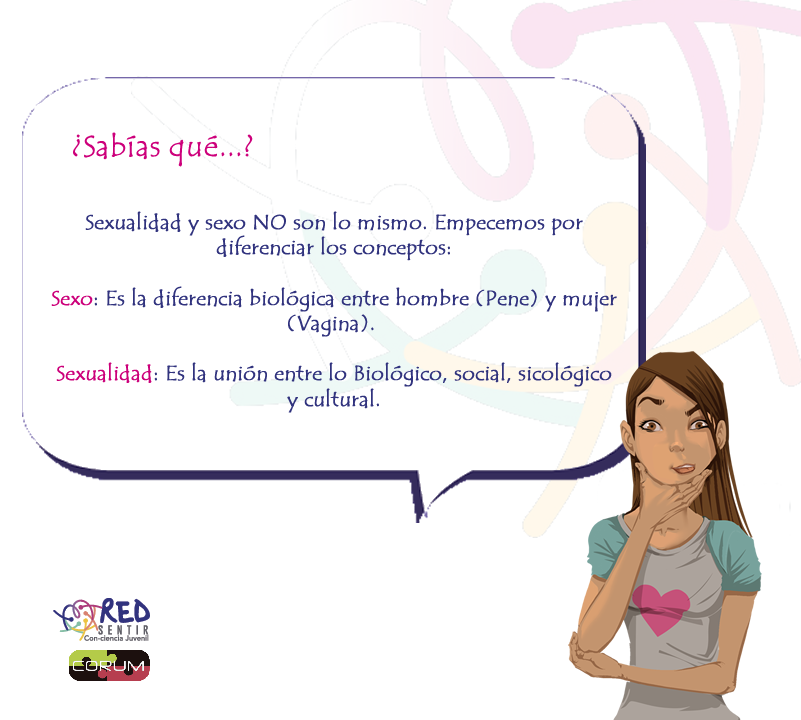 ¿Sabías qué...?
Sexualidad y sexo NO son lo mismo. Empecemos por
diferenciar los conceptos:
Sexo: Es la diferencia biológica entre hombre (Pene) y mujer
(Vagina).
Sexualidad: Es la unión entre lo Biológico, social, sicológico
y cultural.
RED
SENTIR
Con-ciencia Juvenil
CORUM